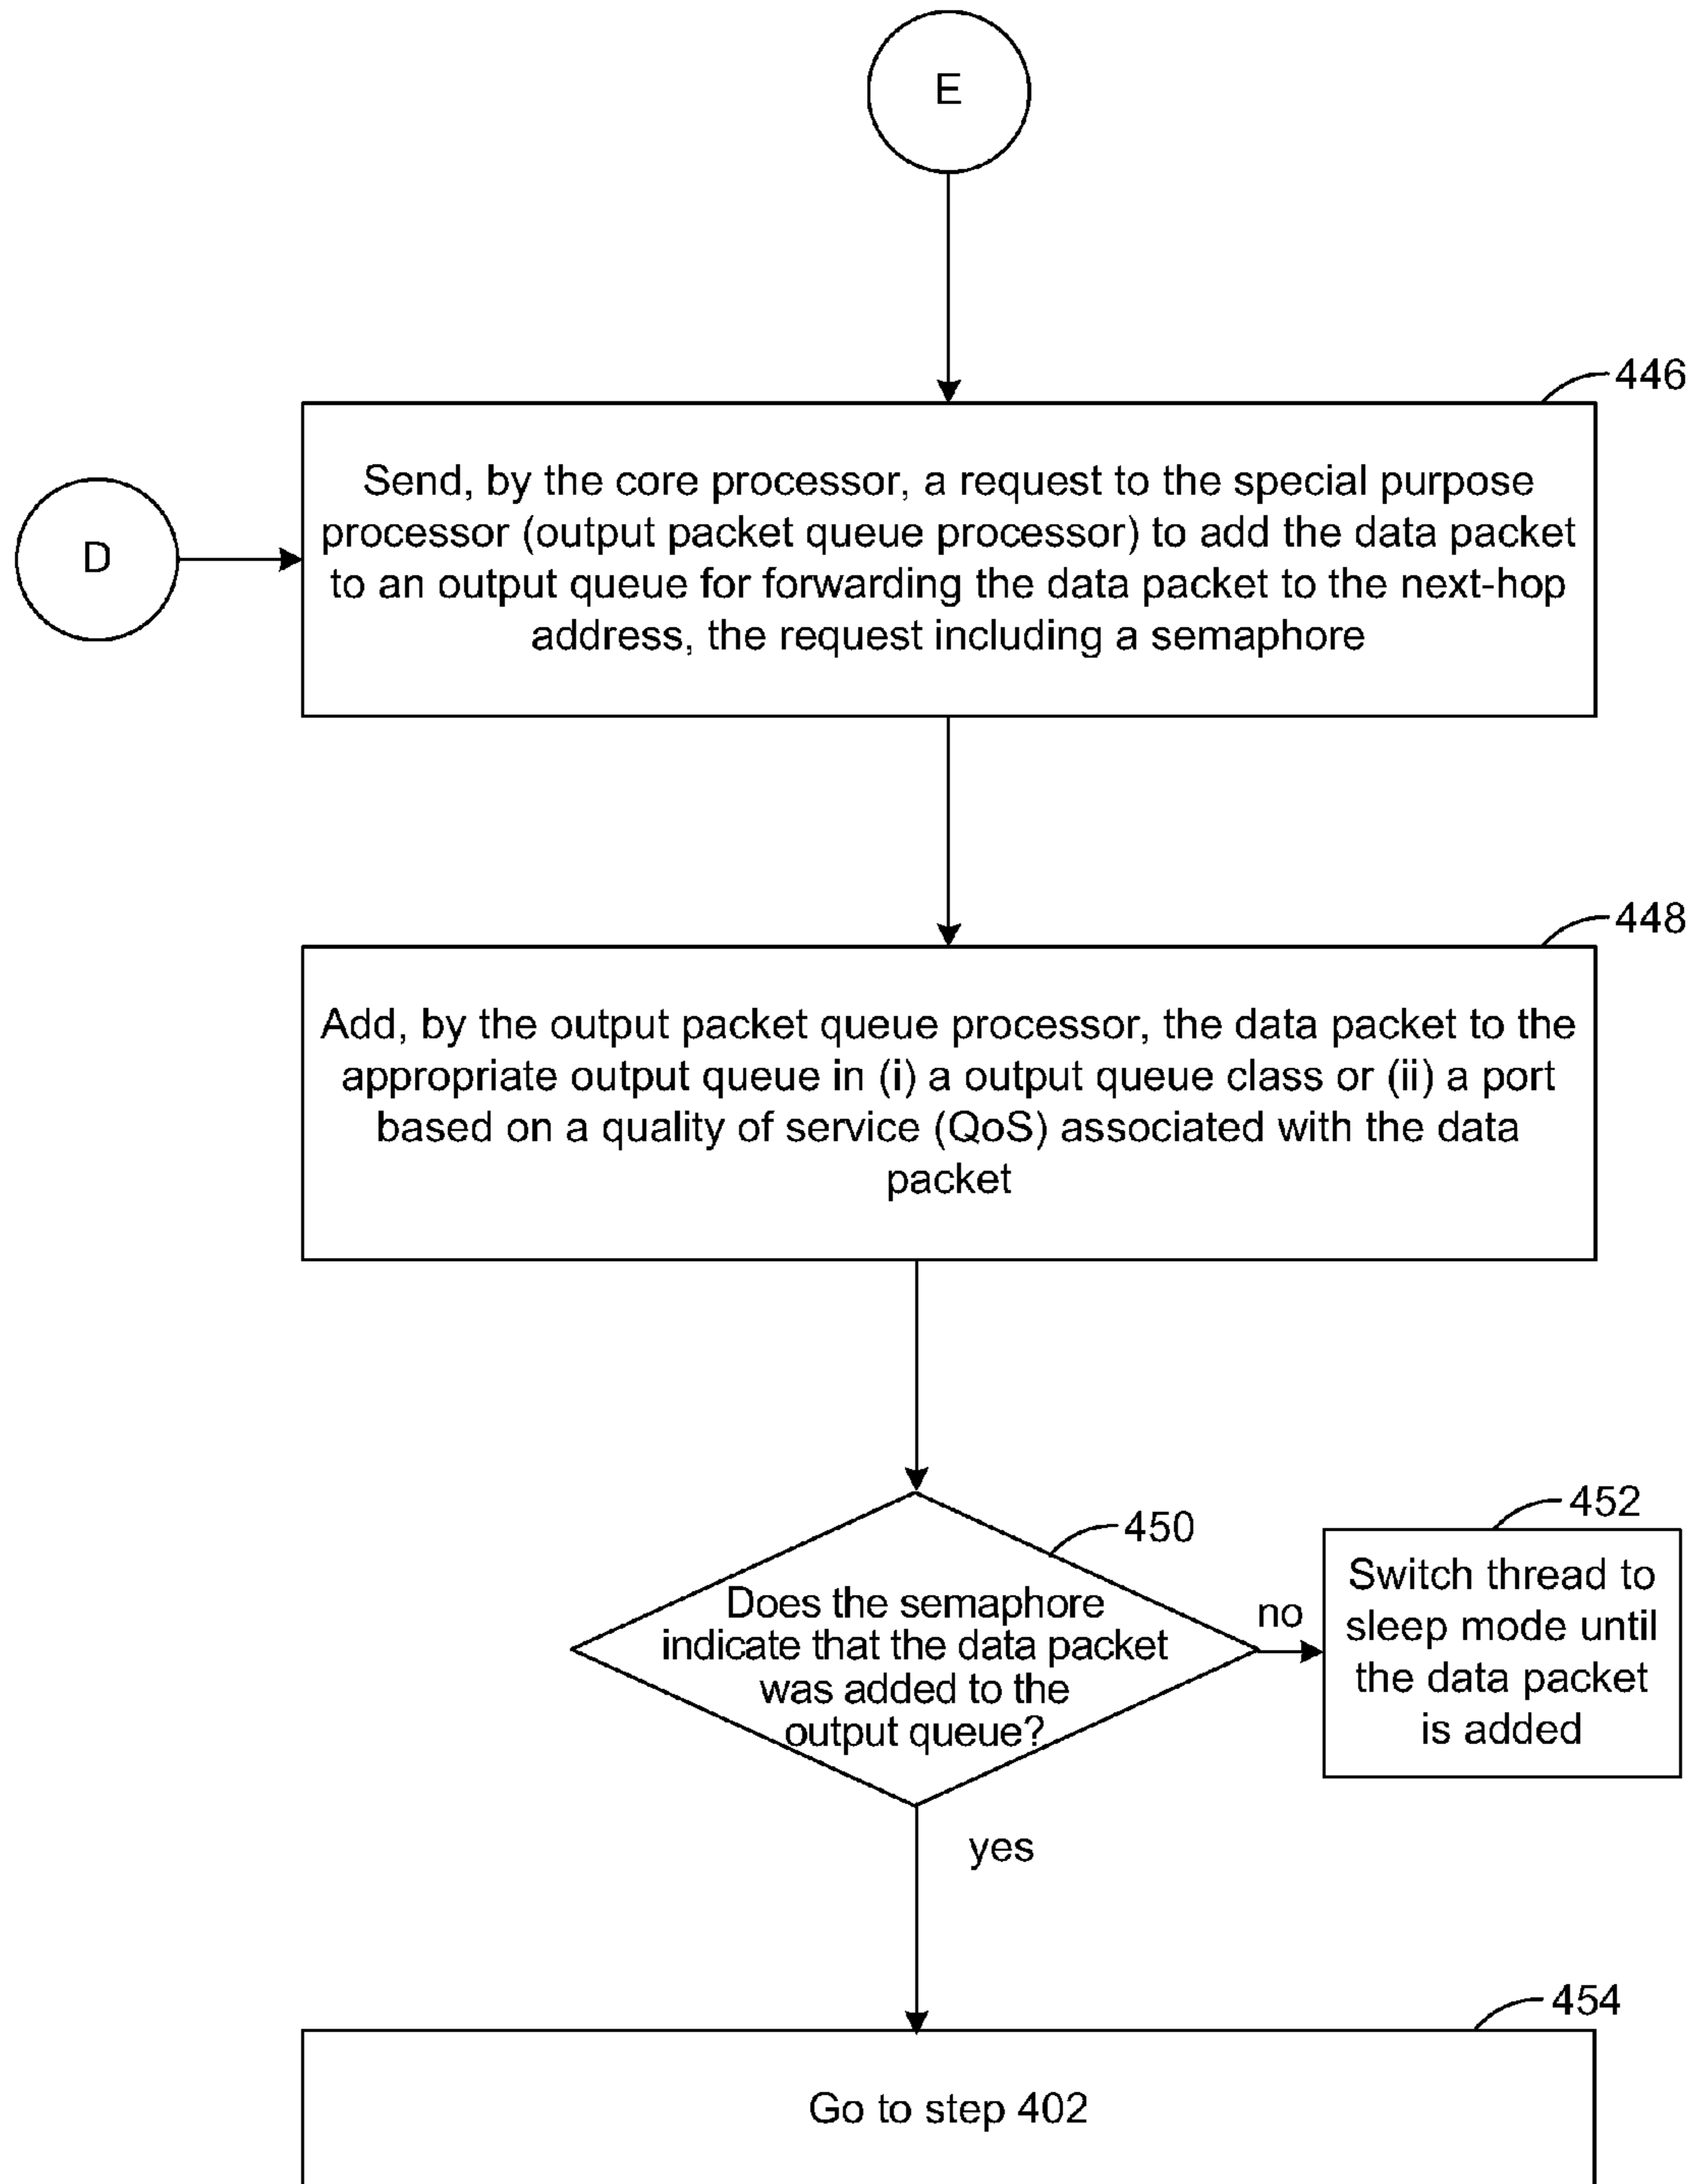 E
446
D
Send, by the core processor, a request to the special purpose
processor (output packet queue processor) to add the data packet
to an output queue for forwarding the data packet to the next-hop
address, the request including a semaphore
448
Add, by the output packet queue processor, the data packet to the
appropriate output queue in (i) a output queue class or (ii) a port
based on a quality of service (QoS) associated with the data
packet
450
Does the semaphore
indicate that the data packet
was added to the
output queue?
no
452
Switch thread to
sleep mode until
the data packet
is added
yes
454
Go to step 402